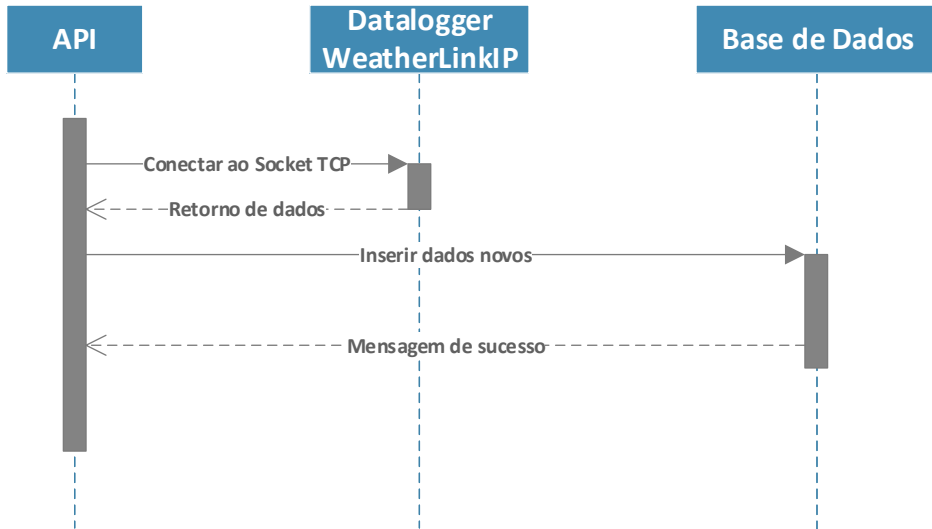 API
Datalogger
WeatherLinkIP
Base de Dados
Conectar ao Socket TCP
Retorno de dados
Inserir dados novos
Mensagem de sucesso